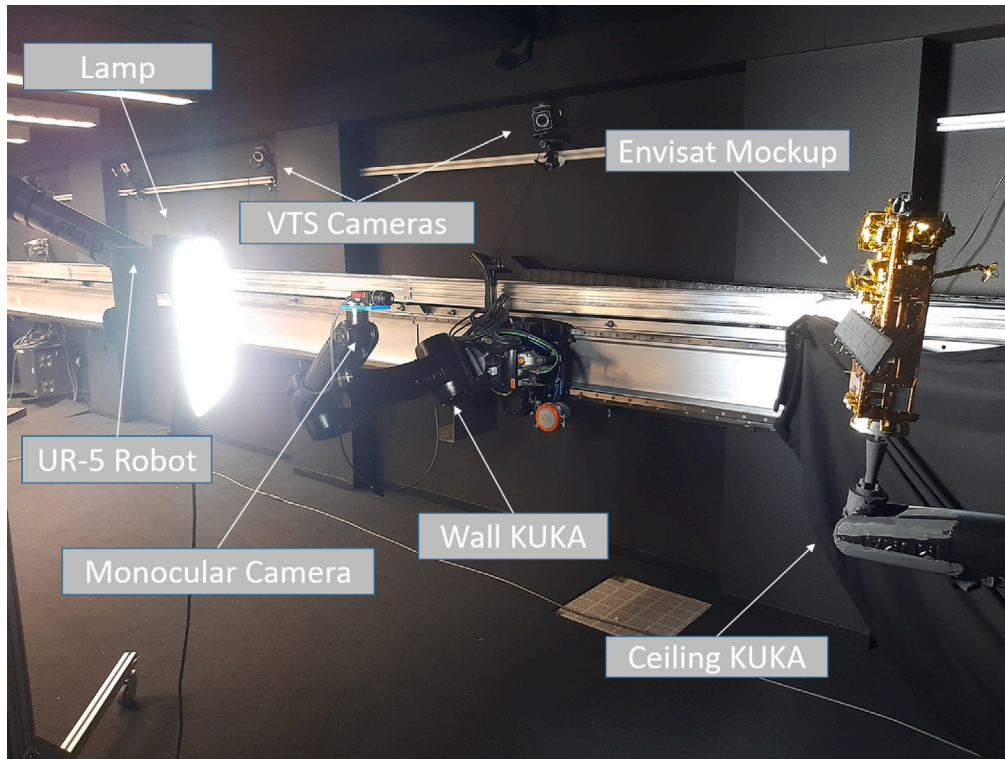 Lamp
Envisat Mockup
VTS Cameras
UR-5 Robot
Wall KUKA
Monocular Camera
Ceiling KUKA